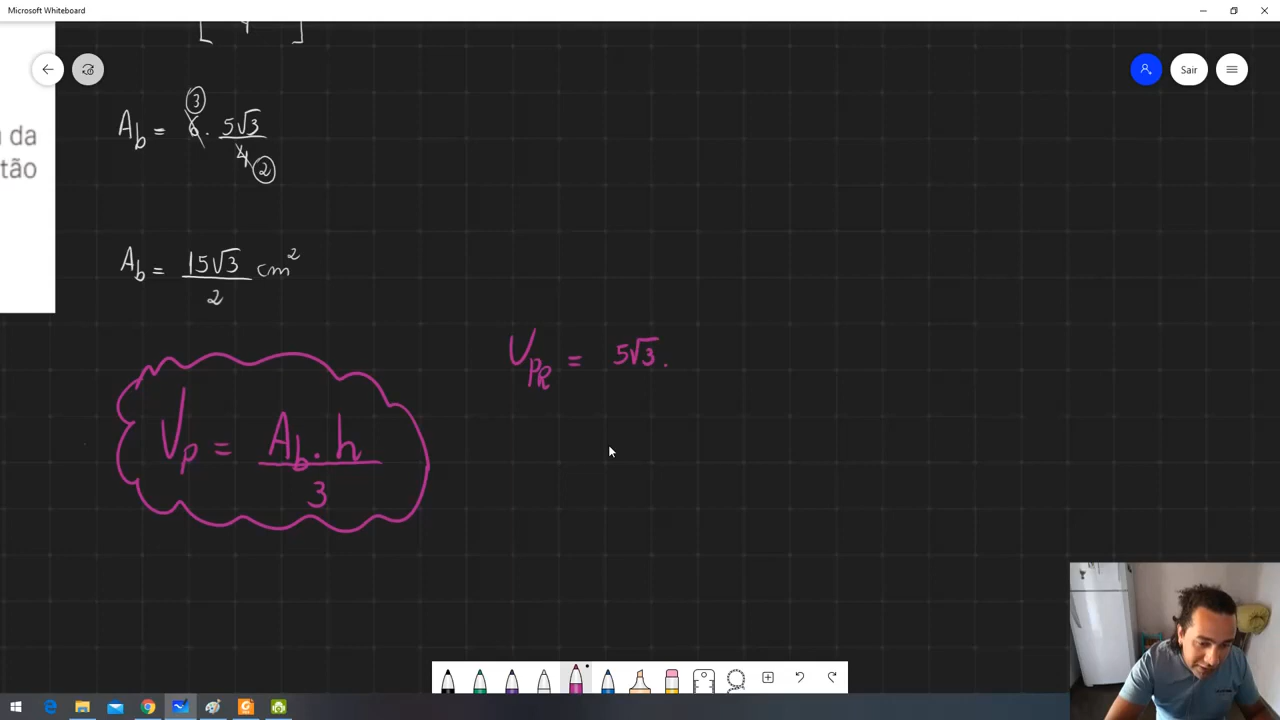 Microsoft Whiteboard
a da
Sair
tão
A_b = 6 · 5√3 / 4
3
2
A_b = 15√3 / 2 cm²
V_PR = 5√3 .
V_P = A_b . h / 3